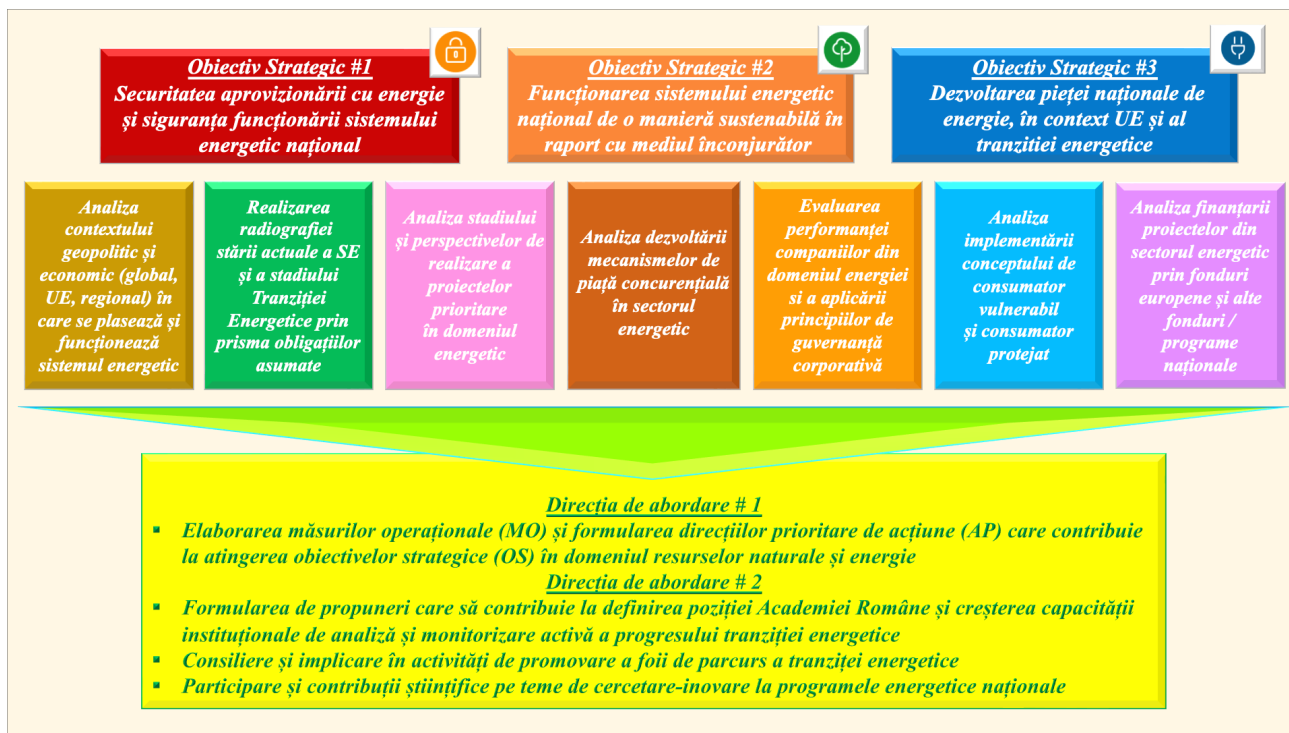 Obiectiv Strategic #1
Securitatea aprovizionării cu energie
și siguranța funcționării sistemului
energetic național
Obiectiv Strategic #2
Funcționarea sistemului energetic
național de o manieră sustenabilă în
raport cu mediul înconjurător
Obiectiv Strategic #3
Dezvoltarea pieței naționale de
energie, în context UE și al
tranzitiei energetice
Analiza
contextului
geopolitic și
economic (global,
UE, regional) în
care se plasează și
funcționează
sistemul energetic
Realizarea
radiografiei
stării actuale a SE
și a stadiului
Tranziției
Energetice prin
prisma obligațiilor
asumate
Analiza stadiului
și perspectivelor de
realizare a
proiectelor
prioritare
în domeniul
energetic
Analiza dezvoltării
mecanismelor de
piață concurențială
în sectorul
energetic
Evaluarea
performanței
companiilor din
domeniul energiei
si a aplicării
principiilor de
guvernanță
corporativă
Analiza
implementării
conceptului de
consumator
vulnerabil
și consumator
protejat
Analiza finanțarii
proiectelor din
sectorul energetic
prin fonduri
europene și alte
fonduri /
programe
naționale
Direcția de abordare # 1
▪ Elaborarea măsurilor operaționale (MO) și formularea direcțiilor prioritare de acțiune (AP) care contribuie
la atingerea obiectivelor strategice (OS) în domeniul resurselor naturale și energie
Direcția de abordare # 2
▪ Formularea de propuneri care să contribuie la definirea poziției Academiei Române și creșterea capacității
instituționale de analiză și monitorizare activă a progresului tranziției energetice
▪ Consiliere și implicare în activități de promovare a foii de parcurs a tranziței energetice
▪ Participare și contribuții științifice pe teme de cercetare-inovare la programele energetice naționale